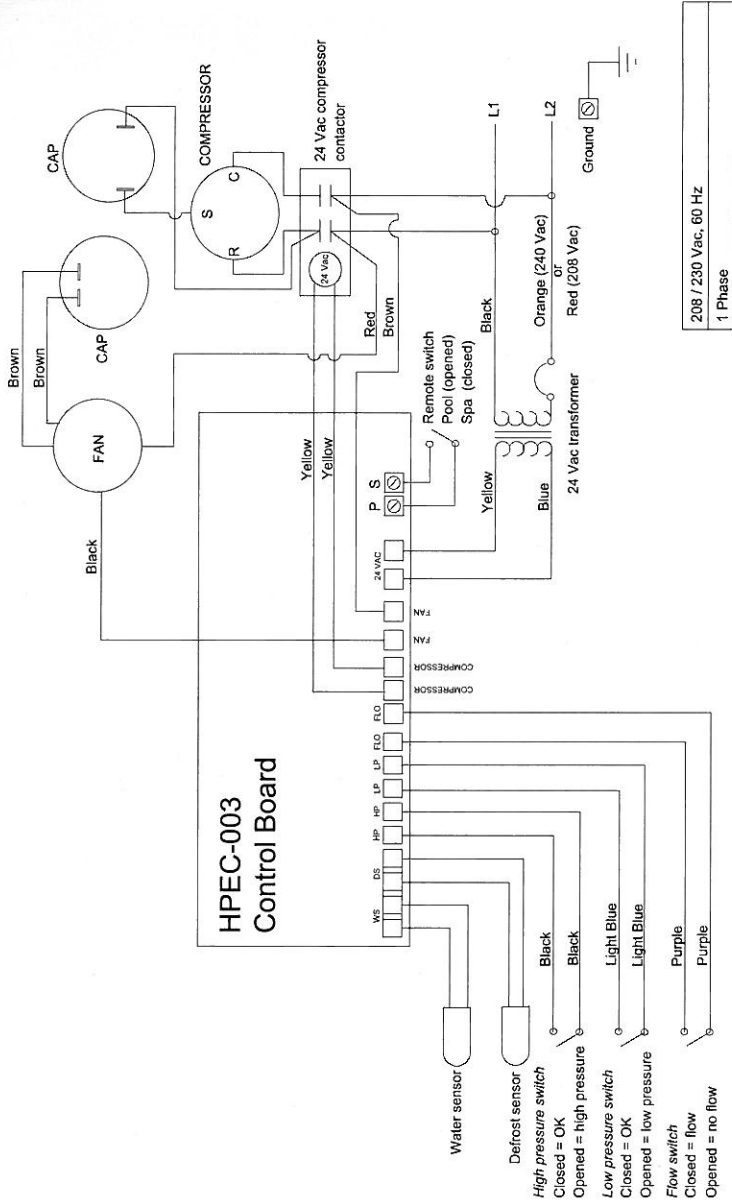 CAP
COMPRESSOR
S
C
R
24 Vac compressor
contactor
24 Vac
CAP
Brown
Brown
FAN
Black
Red
Brown
Yellow
Yellow
L1
L2
Ground
Black
Orange (240 Vac)
or
Red (208 Vac)
208 / 230 Vac, 60 Hz
1 Phase
Remote switch
Pool (opened)
Spa (closed)
Yellow
Blue
24 Vac transformer
HPEC-003
Control Board
WS
DS
HP
HP
LP
LP
FLO
FLO
COMPRESSOR
COMPRESSOR
FAN
FAN
24 VAC
P
S
Water sensor
Defrost sensor
Black
Black
High pressure switch
Closed = OK
Opened = high pressure
Light Blue
Light Blue
Low pressure switch
Closed = OK
Opened = low pressure
Purple
Purple
Flow switch
Closed = flow
Opened = no flow